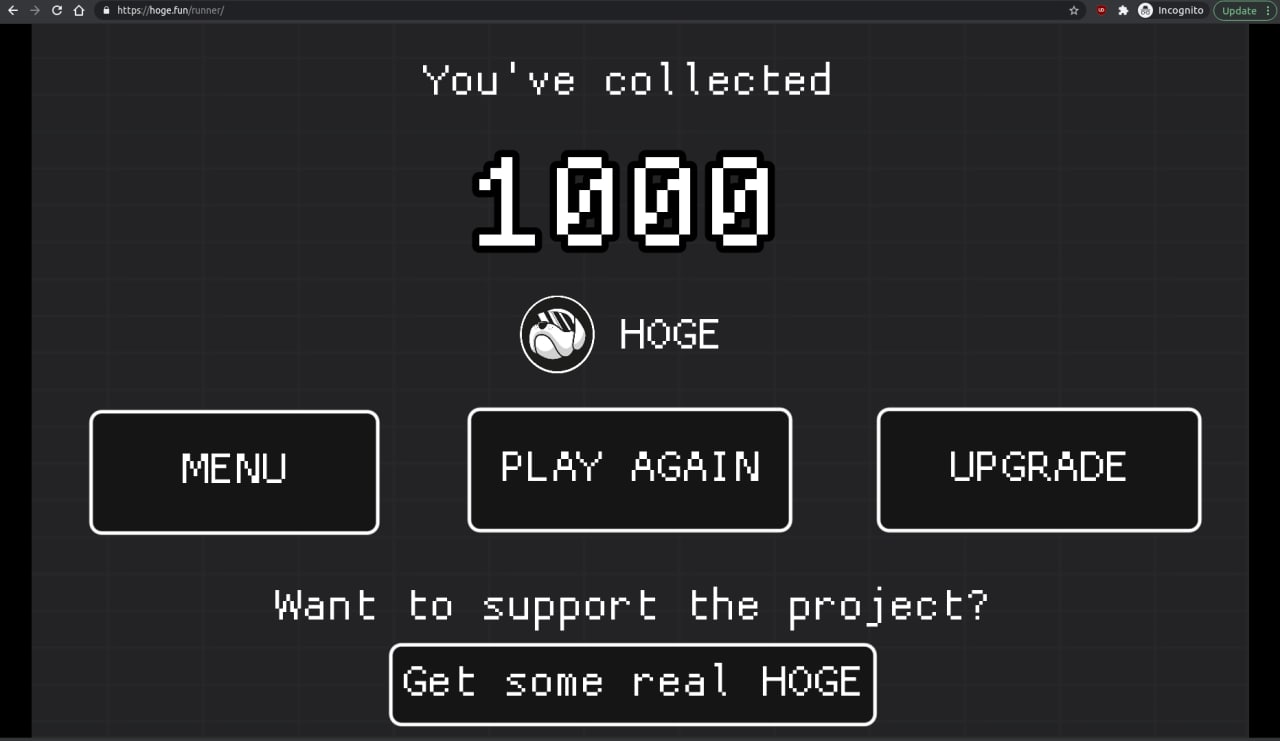 https://hoge.fun/runner/
Incognito
Update
You've collected
1000
HOGE
MENU
PLAY AGAIN
UPGRADE
Want to support the project?
Get some real HOGE